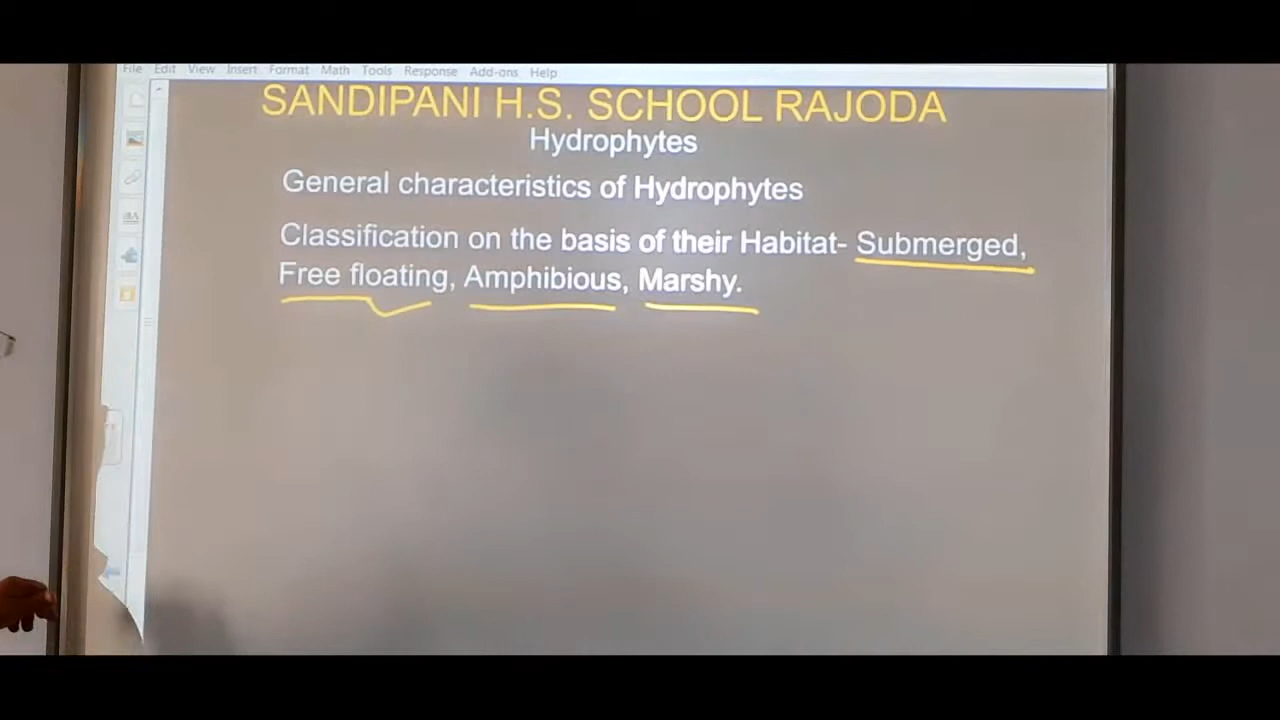 File Edit View Insert Format Math Tools Response Add-ons Help
SANDIPANI H.S. SCHOOL RAJODA
Hydrophytes
General characteristics of Hydrophytes
Classification on the basis of their Habitat- Submerged,
Free floating, Amphibious, Marshy.